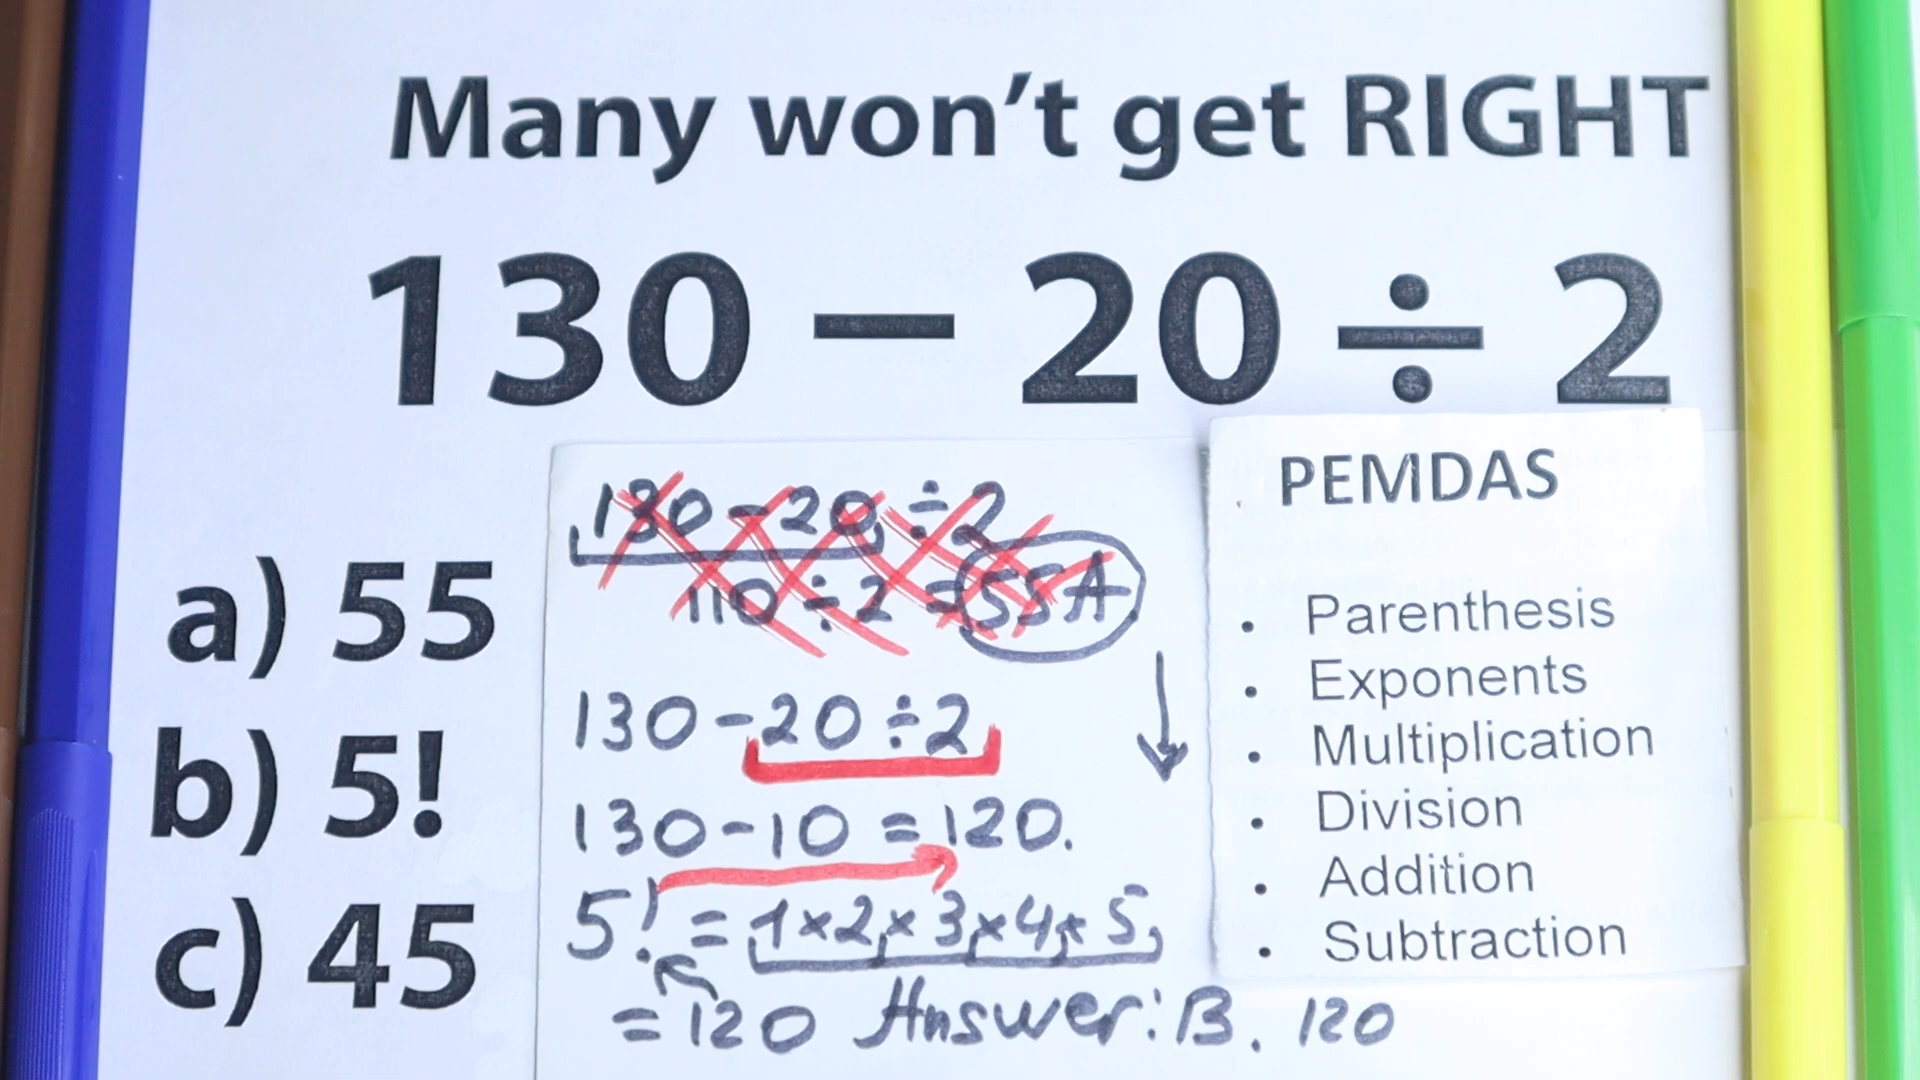 Many won't get RIGHT
130 – 20 ÷ 2
a) 55
b) 5!
c) 45
130 - 20 ÷ 2
110 ÷ 2 = 55 A
130 - 20 ÷ 2
130 - 10 = 120.
5! = 1 × 2 × 3 × 4 × 5
= 120 Answer: B. 120
PEMDAS
• Parenthesis
• Exponents
• Multiplication
• Division
• Addition
• Subtraction